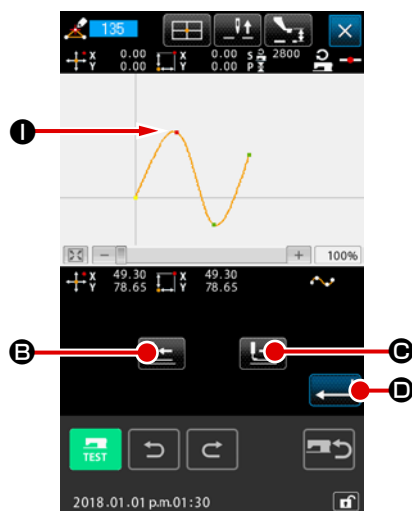 135
X 0.00 X 0.00 S 2800
Y 0.00 Y 0.00 P
I
100%
X 49.30 X 49.30
Y 78.65 Y 78.65
B
C
D
TEST
2018.01.01 p.m.01:30